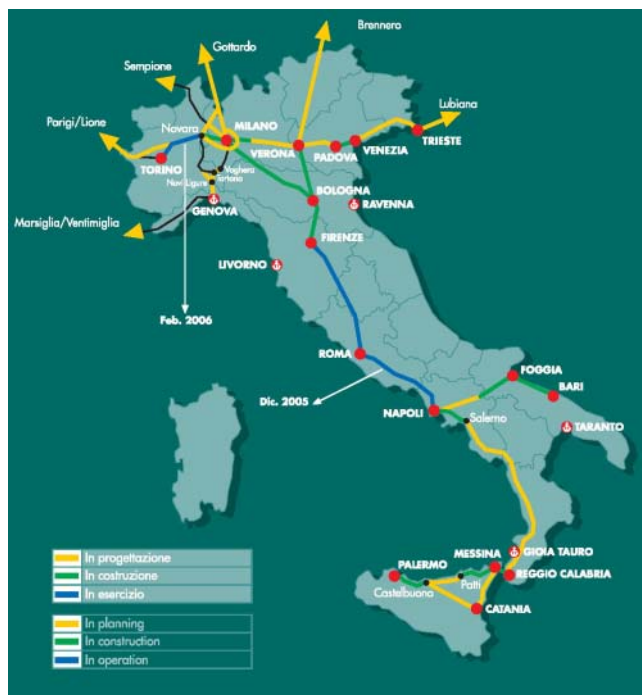 Brennero
Gottardo
Sempione
Lubiana
Parigi/Lione
Novara
MILANO
TRIESTE
VERONA
PADOVA
VENEZIA
TORINO
Voghera
Tortona
Novi Ligure
BOLOGNA
GENOVA
RAVENNA
Marsiglia/Ventimiglia
FIRENZE
LIVORNO
Feb. 2006
ROMA
FOGGIA
Dic. 2005
BARI
NAPOLI
Salerno
TARANTO
In progettazione
In costruzione
In esercizio
MESSINA
GIOIA TAURO
PALERMO
REGGIO CALABRIA
Patti
Castelbuono
CATANIA
In planning
In construction
In operation